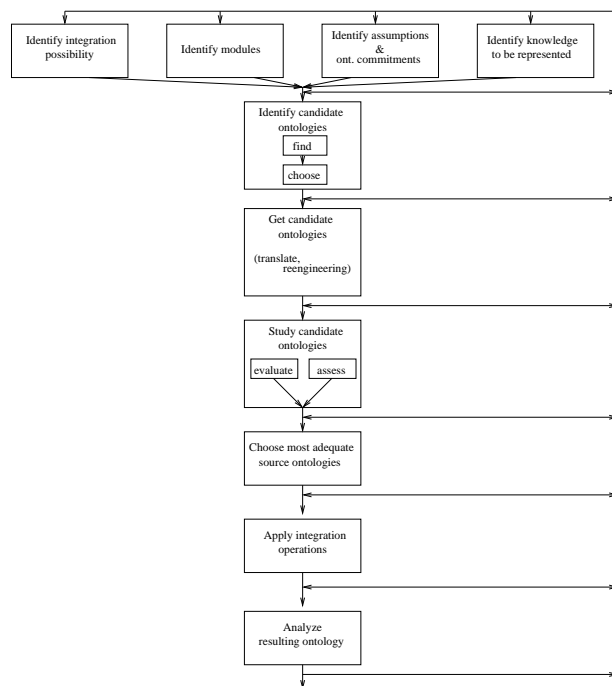 Identify integration
possibility
Identify modules
Identify assumptions
&
ont. commitments
Identify knowledge
to be represented
Identify candidate
ontologies
find
choose
Get candidate
ontologies
(translate,
reengineering)
Study candidate
ontologies
evaluate
assess
Choose most adequate
source ontologies
Apply integration
operations
Analyze
resulting ontology